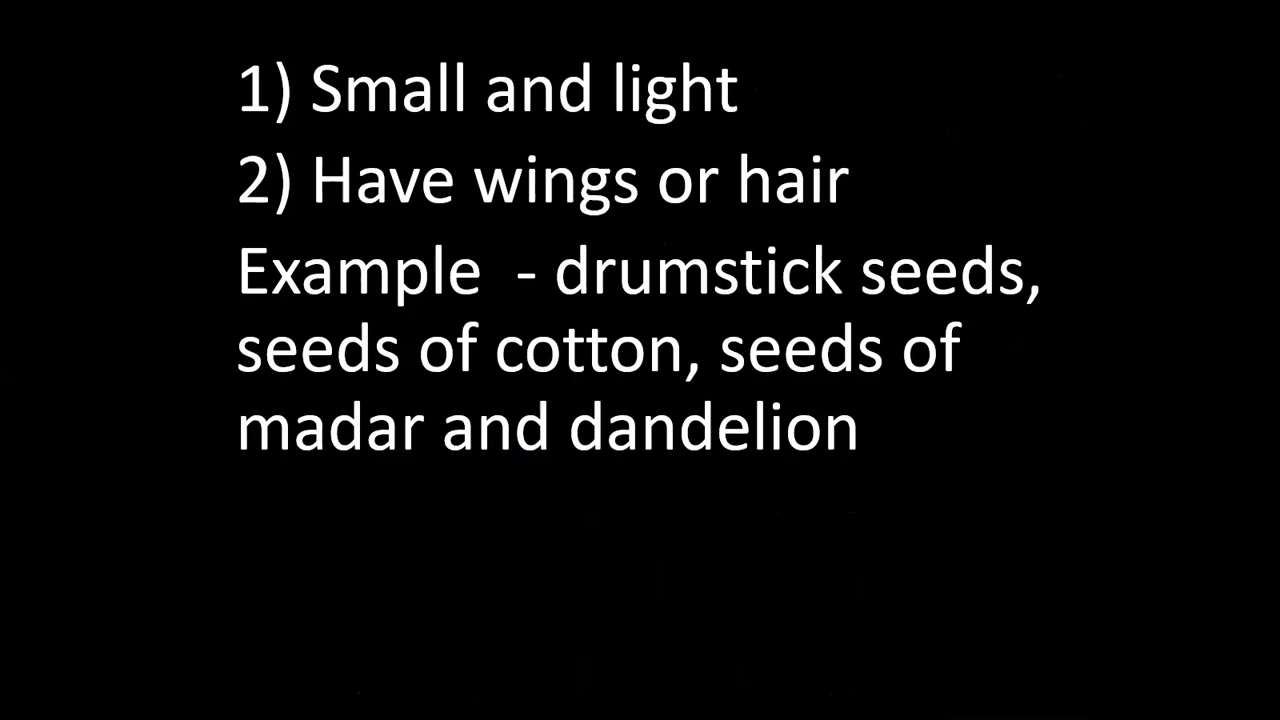 1) Small and light
2) Have wings or hair
Example  - drumstick seeds,
seeds of cotton, seeds of
madar and dandelion